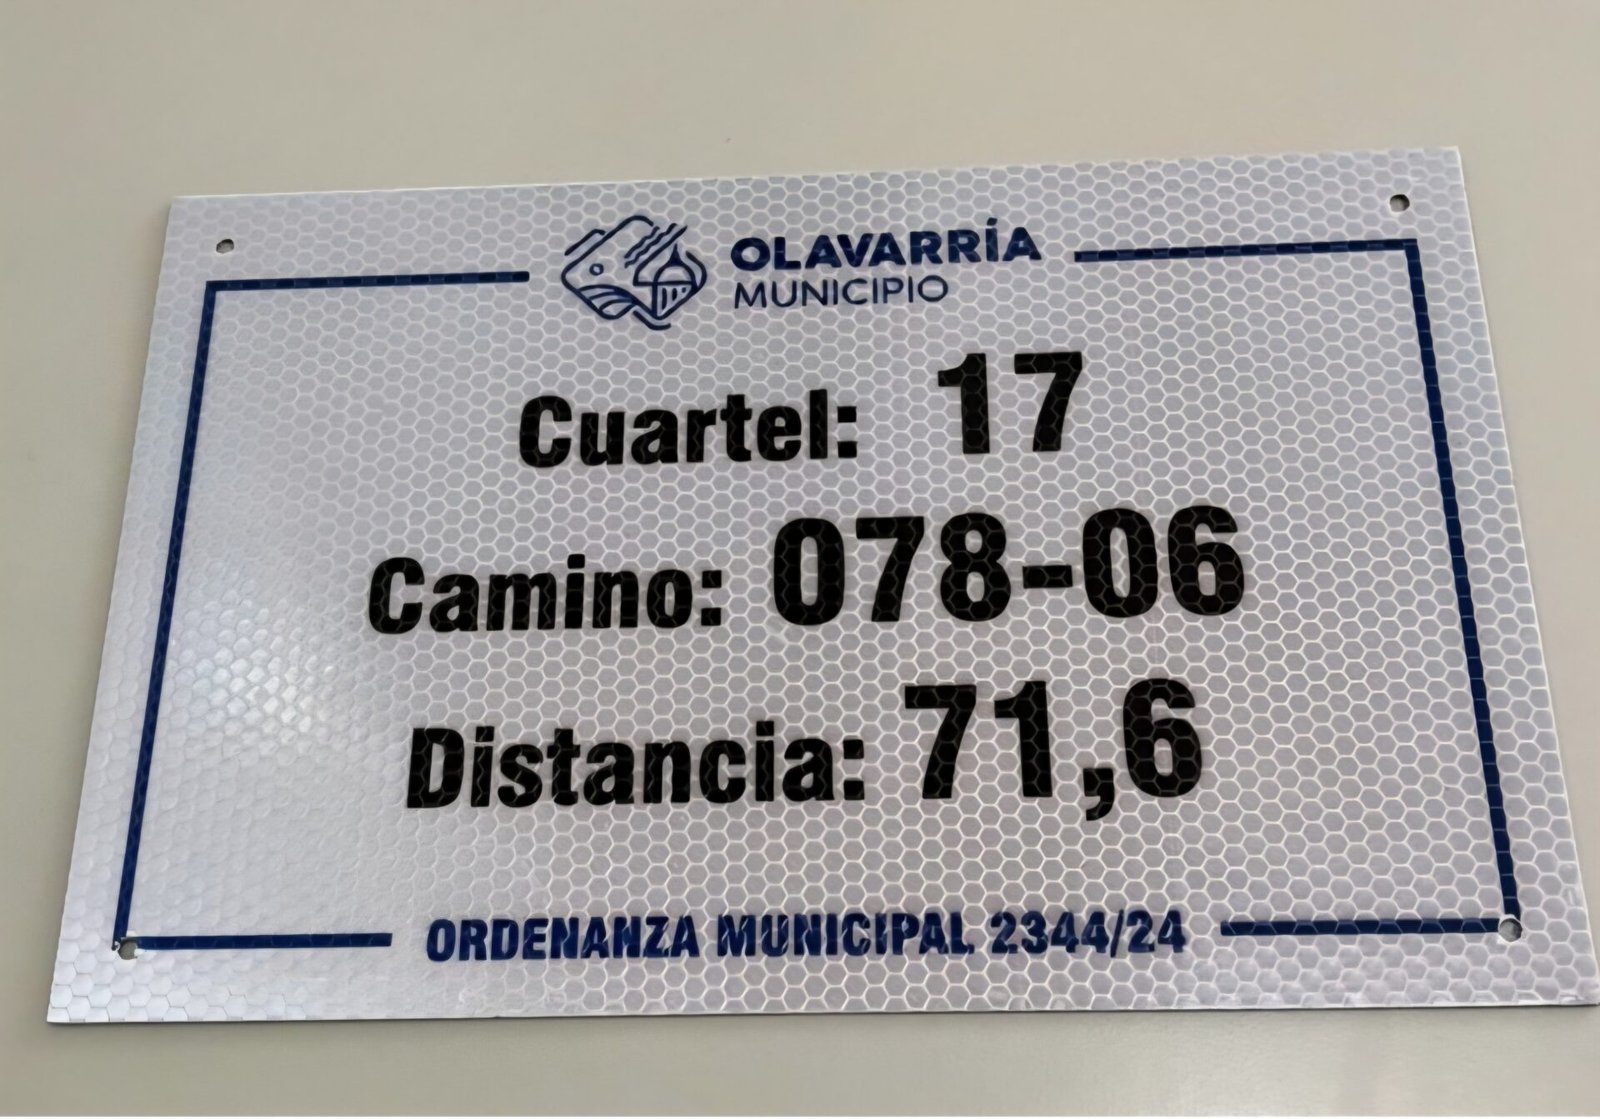 OLAVARRÍA
MUNICIPIO
Cuartel: 17
Camino: 078-06
Distancia: 71,6
ORDENANZA MUNICIPAL 2344/24